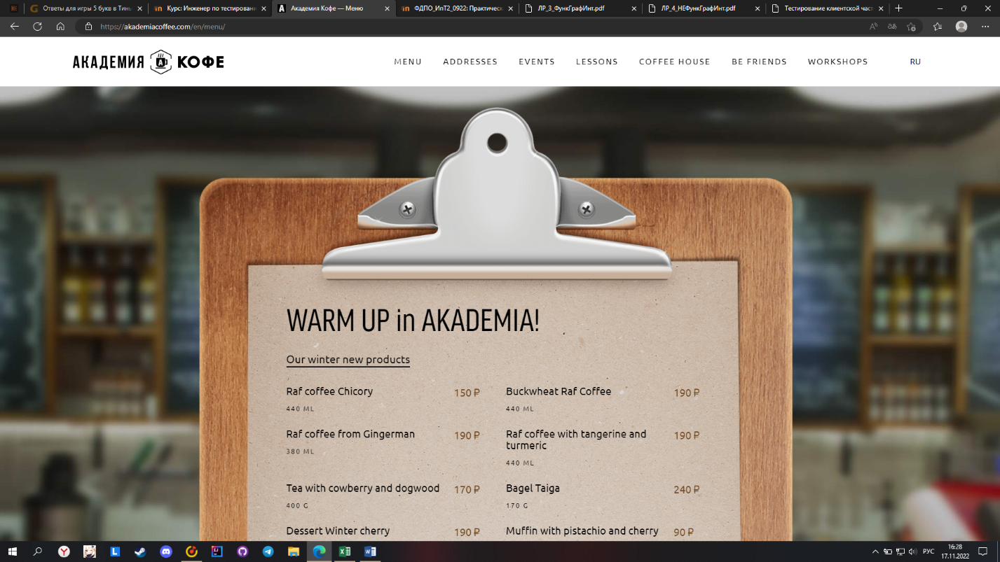 Ответы для игры 5 букв в Тинь
Курс: Инженер по тестировани
Академия Кофе — Меню
ФДПО_ИпТ2_0922: Практическ
ЛР_3_ФункГрафИнт.pdf
ЛР_4_НЕФункГрафИнт.pdf
Тестирование клиентской част
https://akademiacoffee.com/en/menu/
АКАДЕМИЯ КОФЕ
MENU ADDRESSES EVENTS LESSONS COFFEE HOUSE BE FRIENDS WORKSHOPS RU
WARM UP in AKADEMIA!
Our winter new products
Raf coffee Chicory 150 ₽
440 ML
Buckwheat Raf Coffee 190 ₽
440 ML
Raf coffee from Gingerman 190 ₽
380 ML
Raf coffee with tangerine and 190 ₽
turmeric
440 ML
Tea with cowberry and dogwood 170 ₽
400 G
Bagel Taiga 240 ₽
170 G
Dessert Winter cherry 190 ₽
Muffin with pistachio and cherry 90 ₽
РУС
16:28
17.11.2022